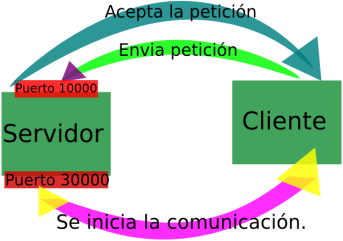 Acepta la petición
Envia petición
Puerto 10000
Servidor
Cliente
Puerto 30000
Se inicia la comunicación.